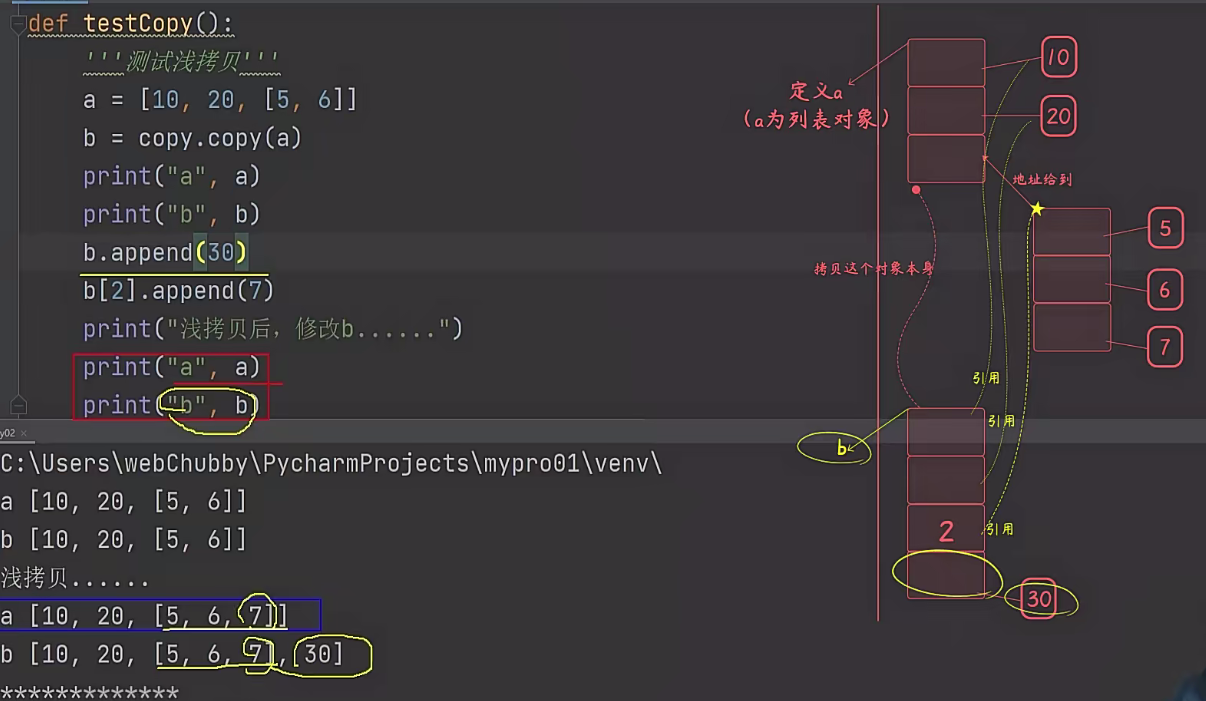 def testCopy():
'''测试浅拷贝'''
a = [10, 20, [5, 6]]
b = copy.copy(a)
print("a", a)
print("b", b)
b.append(30)
b[2].append(7)
print("浅拷贝后，修改b......")
print("a", a)
print("b", b)
y02 ×
C:\Users\webChubby\PycharmProjects\mypro01\venv\
a [10, 20, [5, 6]]
b [10, 20, [5, 6]]
浅拷贝......
a [10, 20, [5, 6, 7]]
b [10, 20, [5, 6, 7], 30]
*************
定义a
（a为列表对象）
10
20
地址给到
5
6
7
拷贝这个对象本身
引用
引用
b
2
引用
30